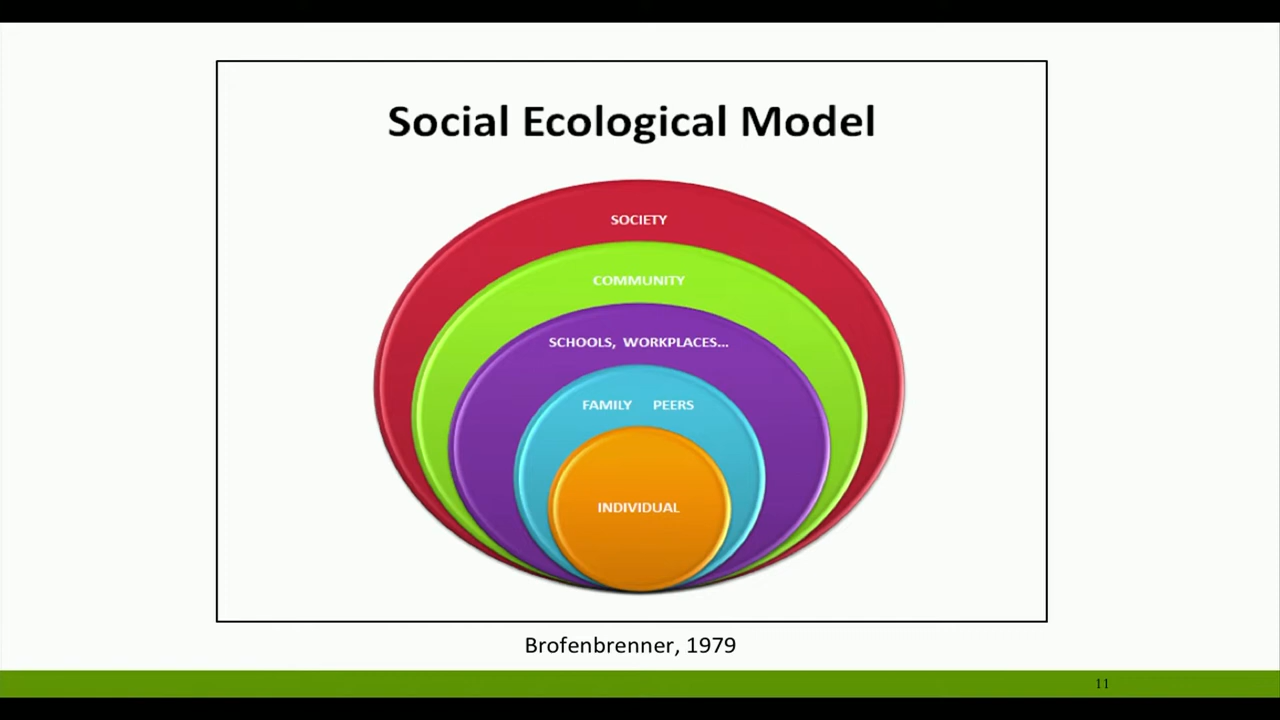 Social Ecological Model
SOCIETY
COMMUNITY
SCHOOLS, WORKPLACES...
FAMILY PEERS
INDIVIDUAL
Brofenbrenner, 1979
11